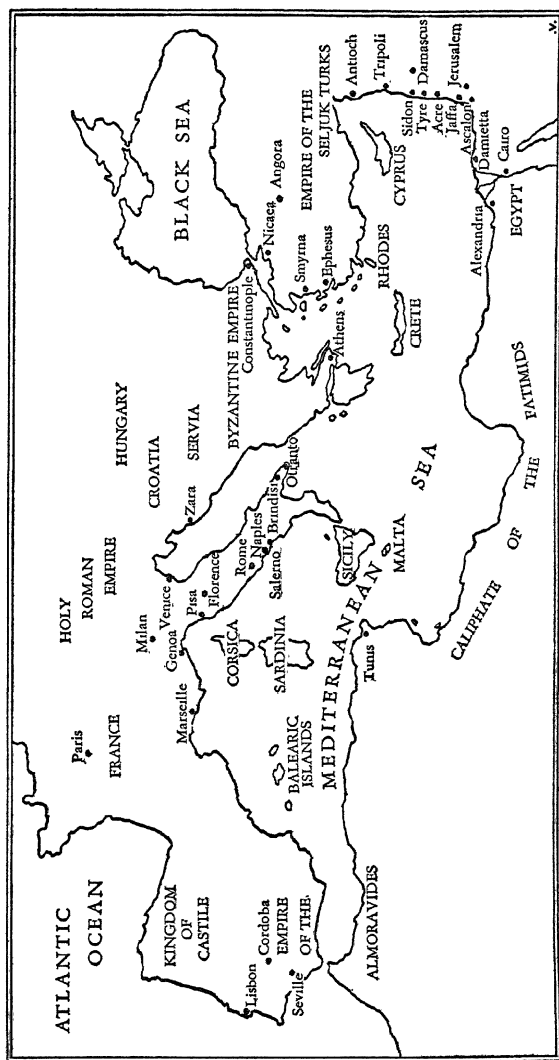 ATLANTIC
OCEAN
Paris
FRANCE
HOLY
ROMAN
EMPIRE
HUNGARY
CROATIA
SERVIA
BLACK SEA
Milan
Venice
Genoa
Pisa
Florence
Zara
Marseille
KINGDOM
OF
CASTILE
Lisbon
Cordoba
EMPIRE
OF THE
Seville
ALMORAVIDES
CORSICA
SARDINIA
BALEARIC
ISLANDS
Rome
Naples
Salerno
Brindisi
Otranto
BYZANTINE EMPIRE
Constantinople
Nicaea
Angora
Smyrna
Ephesus
Athens
EMPIRE OF THE
SELJUK TURKS
Antioch
Tripoli
Damascus
Sidon
Tyre
Acre
Jaffa
Jerusalem
Ascalon
Damietta
Cairo
Alexandria
EGYPT
CYPRUS
RHODES
CRETE
SICILY
MALTA
MEDITERRANEAN
SEA
Tunis
CALIPHATE OF THE FATIMIDS
V.